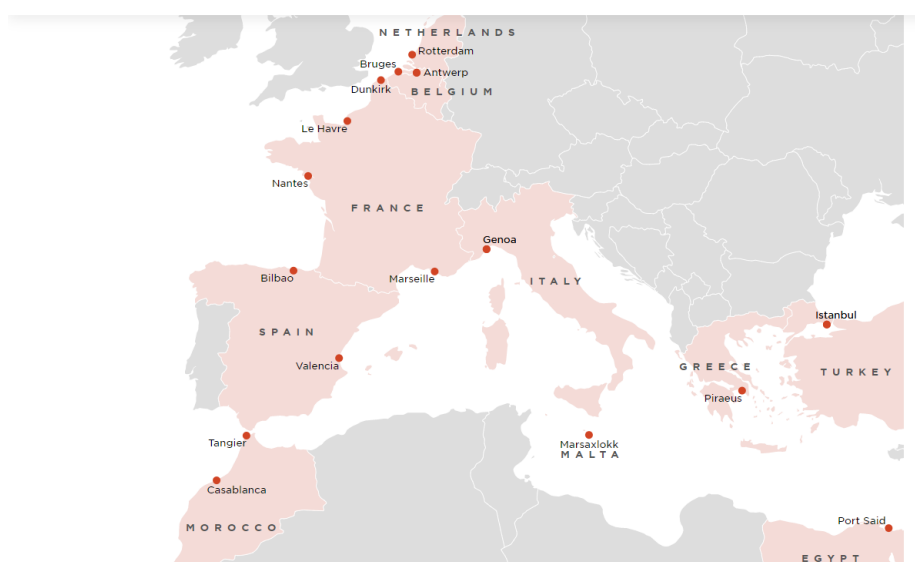 NETHERLANDS
Rotterdam
Bruges
Antwerp
Dunkirk
BELGIUM
Le Havre
Nantes
FRANCE
Genoa
Bilbao
Marseille
ITALY
Istanbul
SPAIN
Valencia
GREECE
TURKEY
Piraeus
Tangier
Marsaxlokk
MALTA
Casablanca
Port Said
MOROCCO
EGYPT